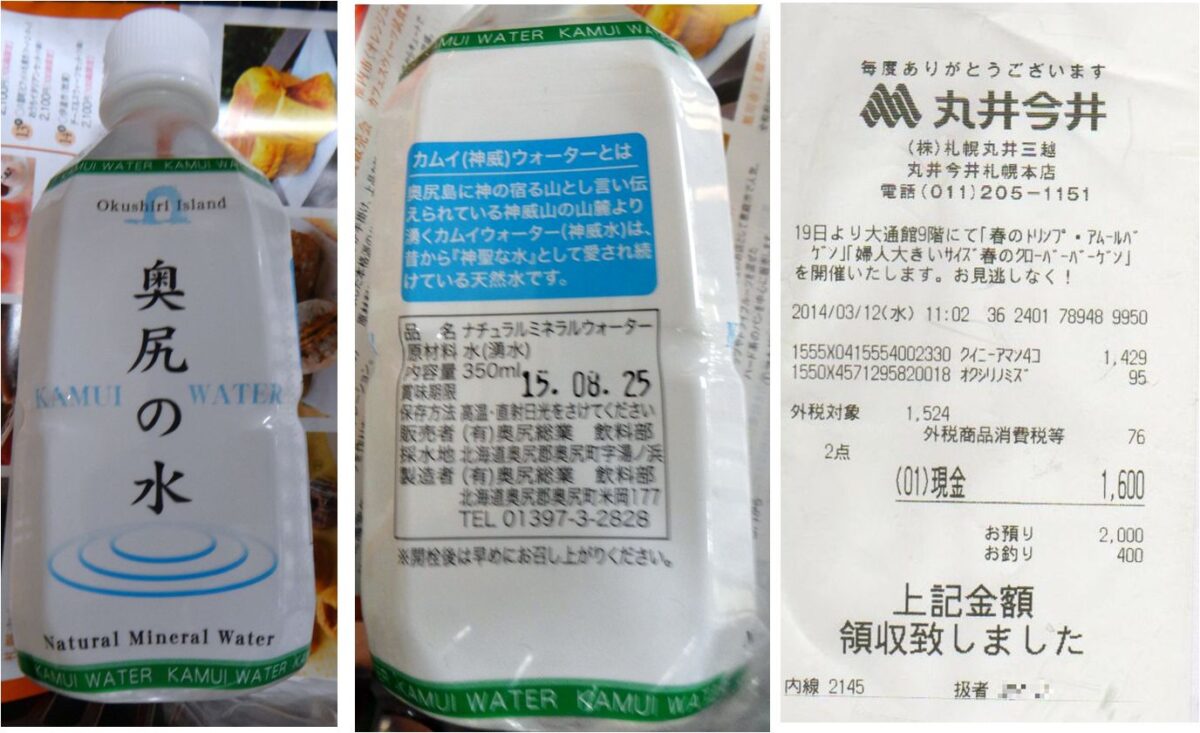 KAMUI WATER KAMUI WA
Okushiri Island
奥尻の水
KAMUI WATER
Natural Mineral Water
KAMUI WATER KAMUI WATER KA
2,100円
2,100円
MUI WATER KAMUI WATER
カムイ(神威)ウォーターとは
奥尻島に神の宿る山とし言い伝
えられている神威山の山麓より
湧くカムイウォーター(神威水)は、
昔から『神聖な水』として愛され続
けている天然水です。
品 名 ナチュラルミネラルウォーター
原材料 水(湧水)
内容量 350ml
賞味期限 15.08.25
保存方法 高温・直射日光をさけてください
販売者 (有)奥尻総業 飲料部
採水地 北海道奥尻郡奥尻町字湯ノ浜
製造者 (有)奥尻総業 飲料部
北海道奥尻郡奥尻町米岡177
TEL 01397-3-2828
※開栓後は早めにお召し上がりください。
KAMUI WATER KAMUI WA
毎度ありがとうございます
丸井今井
(株)札幌丸井三越
丸井今井札幌本店
電話(011)205-1151
19日より大通館9階にて「春のトリンプ・アムールバ
ーゲン」「婦人大きいサイズ春のクローバーバーゲン」
を開催いたします。お見逃しなく!
2014/03/12(水) 11:02 36 2401 78948 9950
1555X0415554002330 クイニーアマン4コ 1,429
1550X4571295820018 オクシリノミズ 95
外税対象 1,524
外税商品消費税等 76
2点
(01)現金 1,600
お預り 2,000
お釣り 400
上記金額
領収致しました
内線 2145 扱者